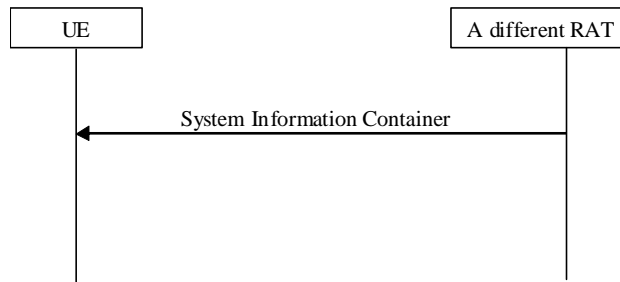 UE
A different RAT
System Information Container